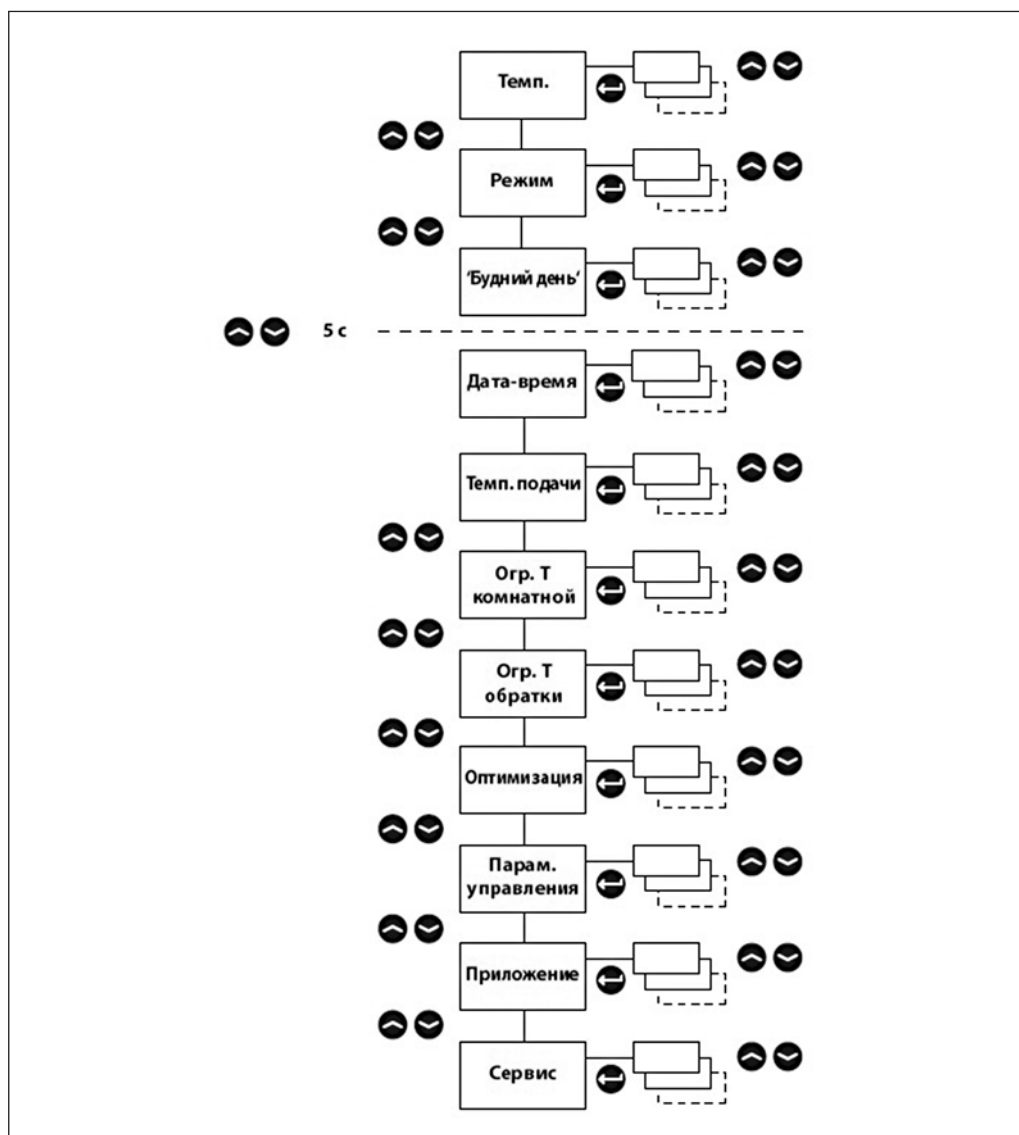 Темп.
Режим
'Будний день'
5 с
Дата-время
Темп. подачи
Огр. Т
комнатной
Огр. Т
обратки
Оптимизация
Парам.
управления
Приложение
Сервис